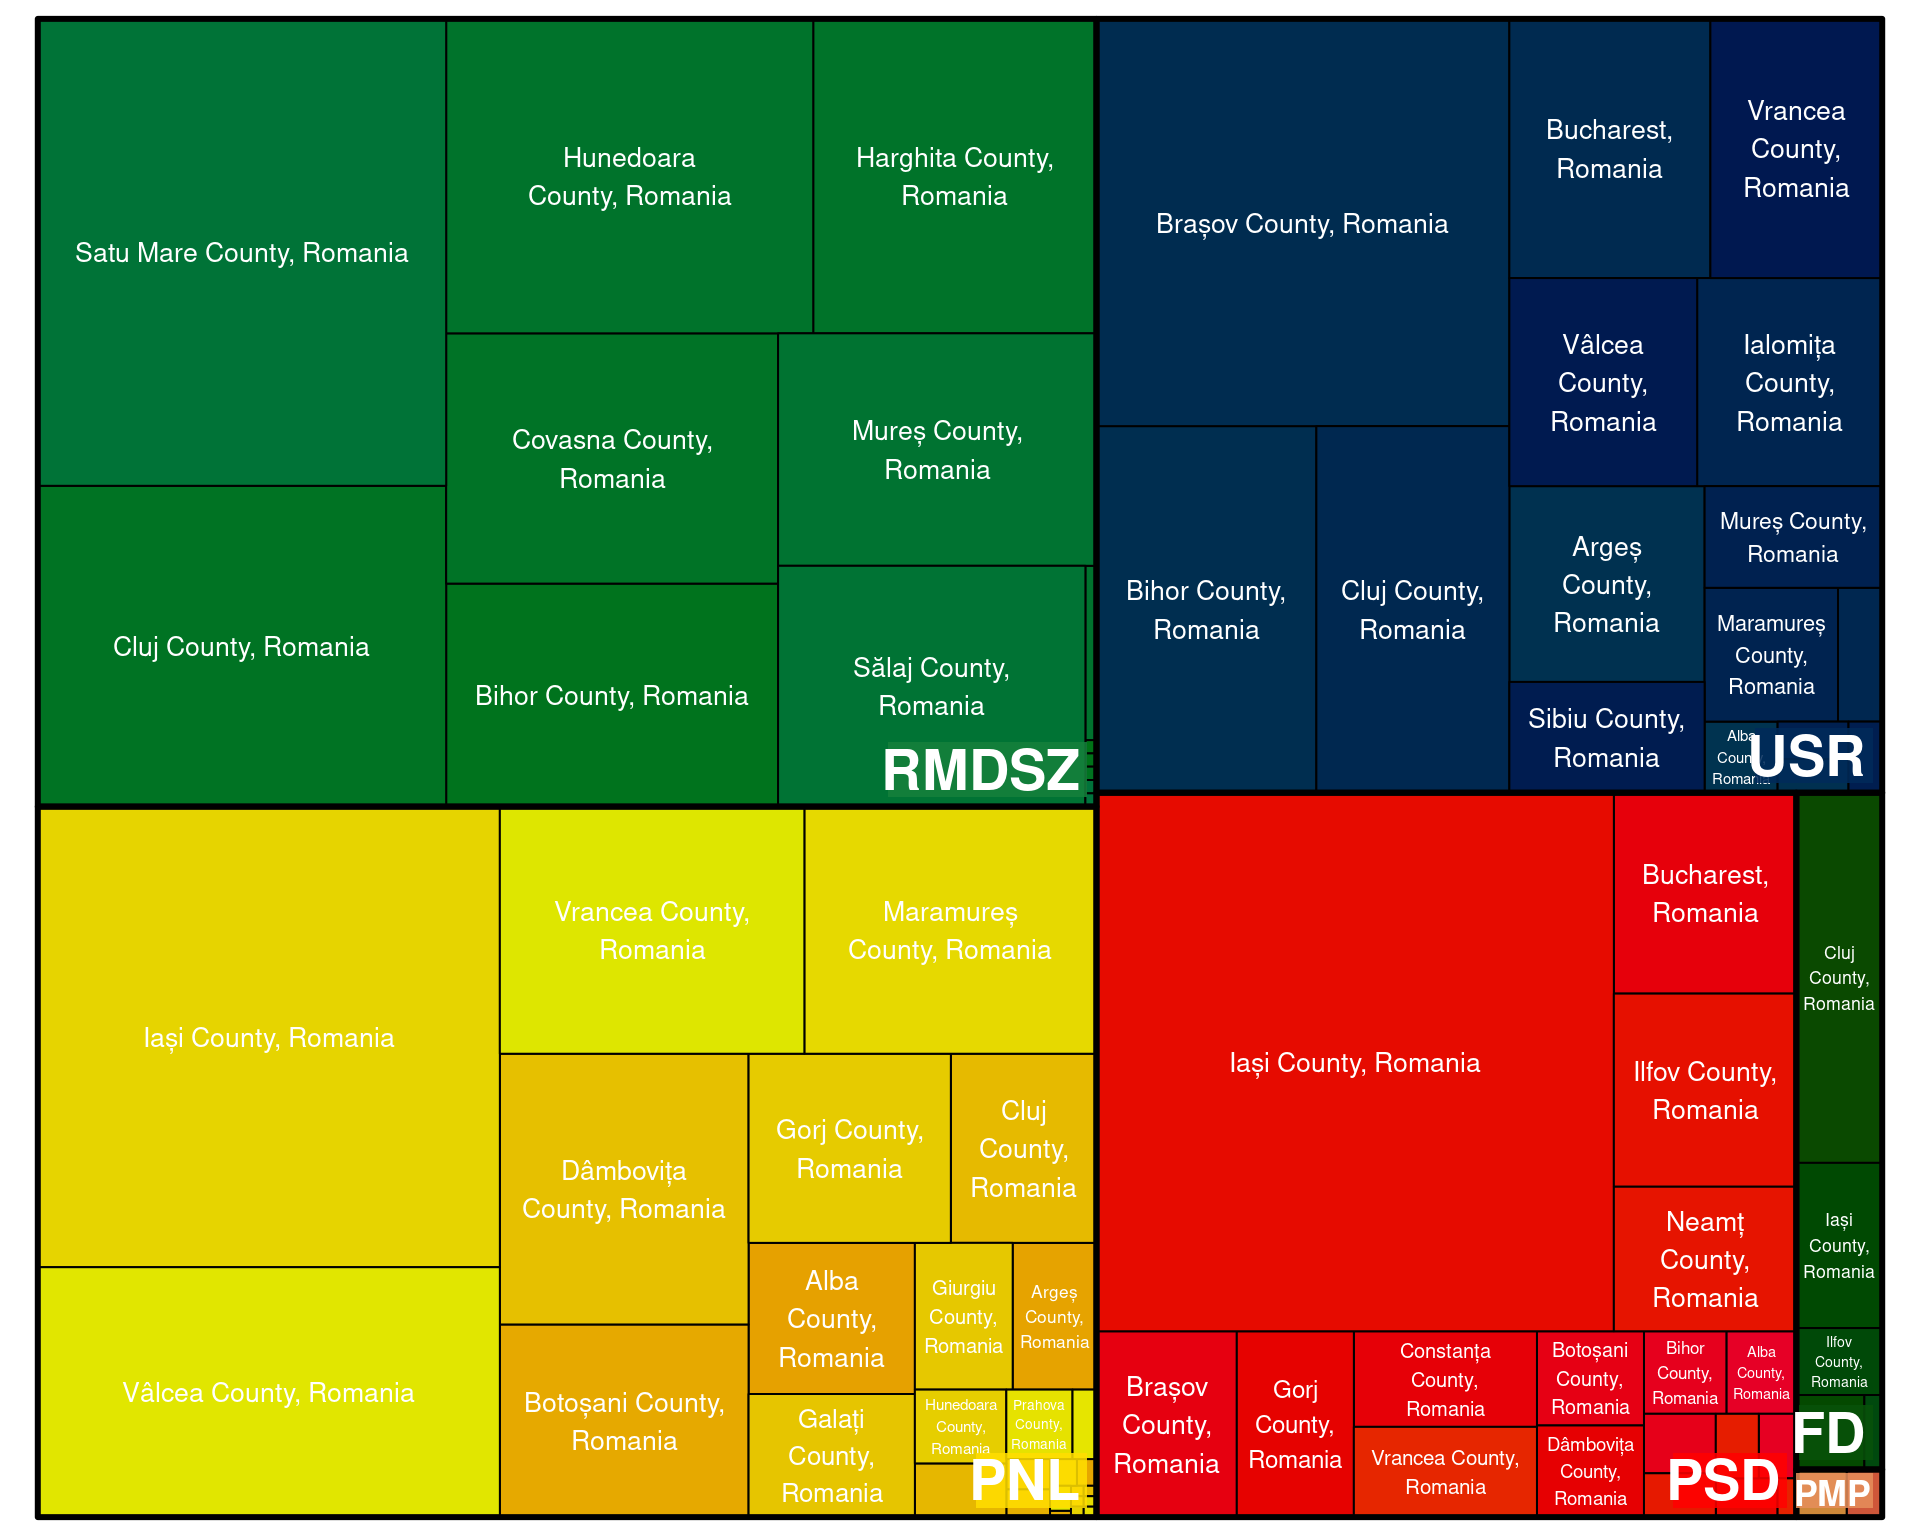 Satu Mare County, Romania
Hunedoara
County, Romania
Harghita County,
Romania
Cluj County, Romania
Covasna County,
Romania
Mureș County,
Romania
Bihor County, Romania
Sălaj County,
Romania
RMDSZ
Brașov County, Romania
Bucharest,
Romania
Vrancea
County,
Romania
Vâlcea
County,
Romania
Ialomița
County,
Romania
Bihor County,
Romania
Cluj County,
Romania
Argeș
County,
Romania
Mureș County,
Romania
Maramureș
County,
Romania
Sibiu County,
Romania
Alba
County,
Romania
USR
Iași County, Romania
Vrancea County,
Romania
Maramureș
County, Romania
Dâmbovița
County, Romania
Gorj County,
Romania
Cluj
County,
Romania
Vâlcea County, Romania
Botoșani County,
Romania
Alba
County,
Romania
Giurgiu
County,
Romania
Argeș
County,
Romania
Galați
County,
Romania
Hunedoara
County,
Romania
Prahova
County,
Romania
PNL
Iași County, Romania
Bucharest,
Romania
Ilfov County,
Romania
Neamț
County,
Romania
Brașov
County,
Romania
Gorj
County,
Romania
Constanța
County,
Romania
Vrancea County,
Romania
Botoșani
County,
Romania
Dâmbovița
County,
Romania
Bihor
County,
Romania
Alba
County,
Romania
PSD
Cluj
County,
Romania
Iași
County,
Romania
Ilfov
County,
Romania
FD
PMP